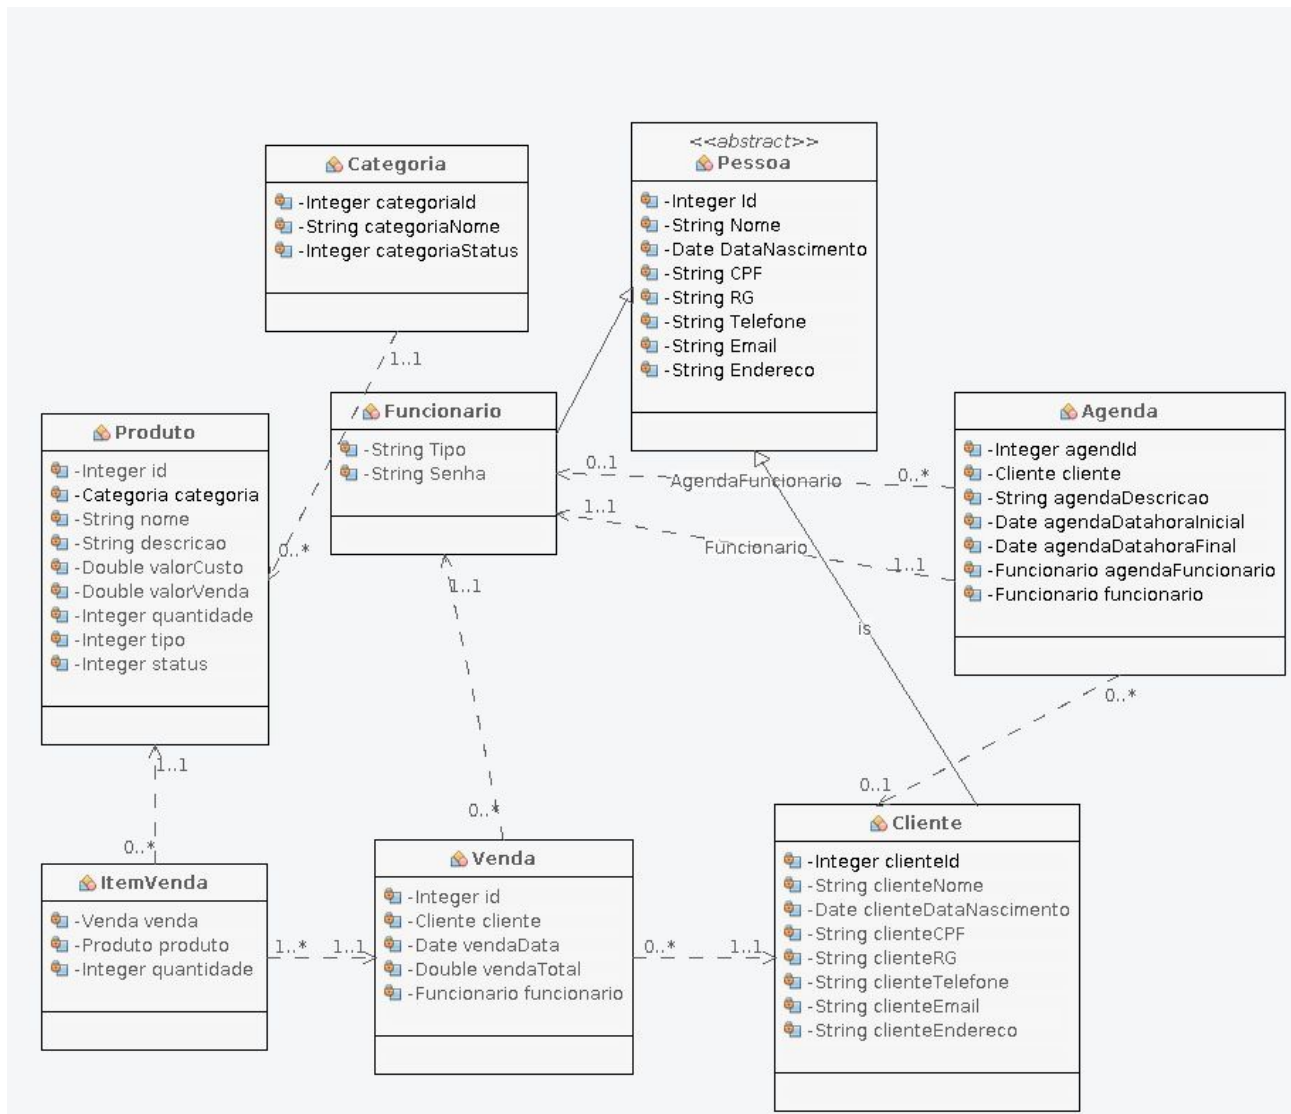 Categoria
-Integer categoriaId
-String categoriaNome
-Integer categoriaStatus
1..1
<<abstract>>
Pessoa
-Integer Id
-String Nome
-Date DataNascimento
-String CPF
-String RG
-String Telefone
-String Email
-String Endereco
Funcionario
-String Tipo
-String Senha
Produto
-Integer id
-Categoria categoria
-String nome
-String descricao
-Double valorCusto
-Double valorVenda
-Integer quantidade
-Integer tipo
-Integer status
0..*
0..1
AgendaFuncionario
0..*
1..1
Funcionario
1..1
Agenda
-Integer agendId
-Cliente cliente
-String agendaDescricao
-Date agendaDatahoraInicial
-Date agendaDatahoraFinal
-Funcionario agendaFuncionario
-Funcionario funcionario
1..1
is
0..*
0..1
1..1
0..*
0..*
ItemVenda
-Venda venda
-Produto produto
-Integer quantidade
1..*
1..1
Venda
-Integer id
-Cliente cliente
-Date vendaData
-Double vendaTotal
-Funcionario funcionario
0..*
1..1
Cliente
-Integer clienteId
-String clienteNome
-Date clienteDataNascimento
-String clienteCPF
-String clienteRG
-String clienteTelefone
-String clienteEmail
-String clienteEndereco